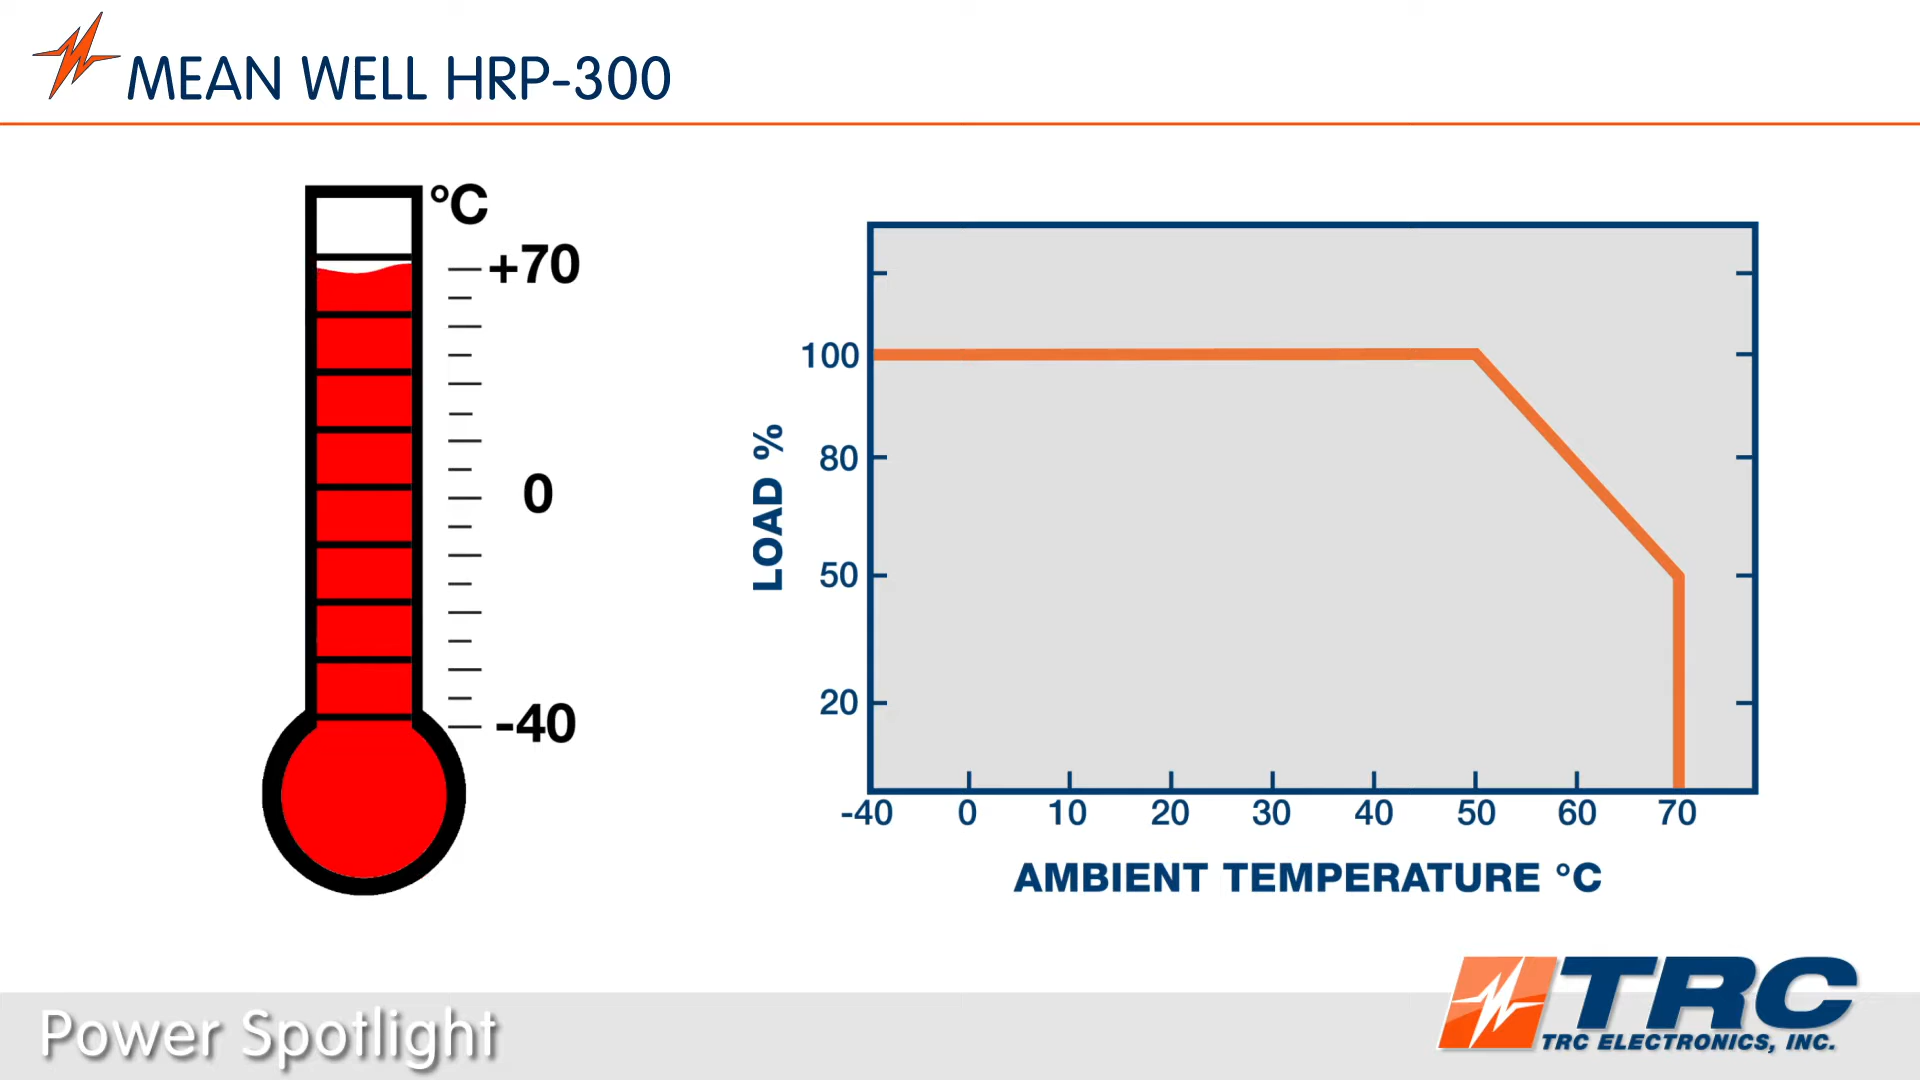 MEAN WELL HRP-300
°C
+70
0
-40
100
80
50
20
LOAD %
-40 0 10 20 30 40 50 60 70
AMBIENT TEMPERATURE °C
Power Spotlight
TRC
TRC ELECTRONICS, INC.